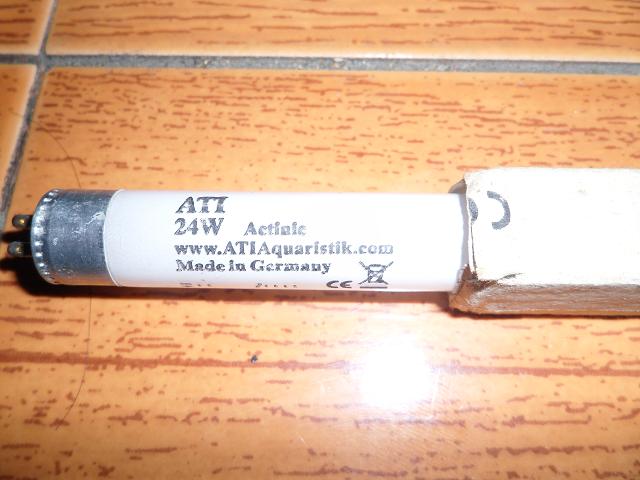 ATI
24W Actinic
www.ATIAquaristik.com
Made in Germany
CE